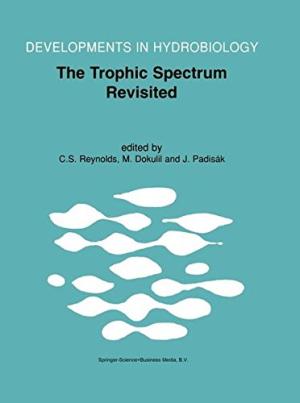 DEVELOPMENTS IN HYDROBIOLOGY
The Trophic Spectrum
Revisited
edited by
C.S. Reynolds, M. Dokulil and J. Padisák
Springer-Science+Business Media, B.V.